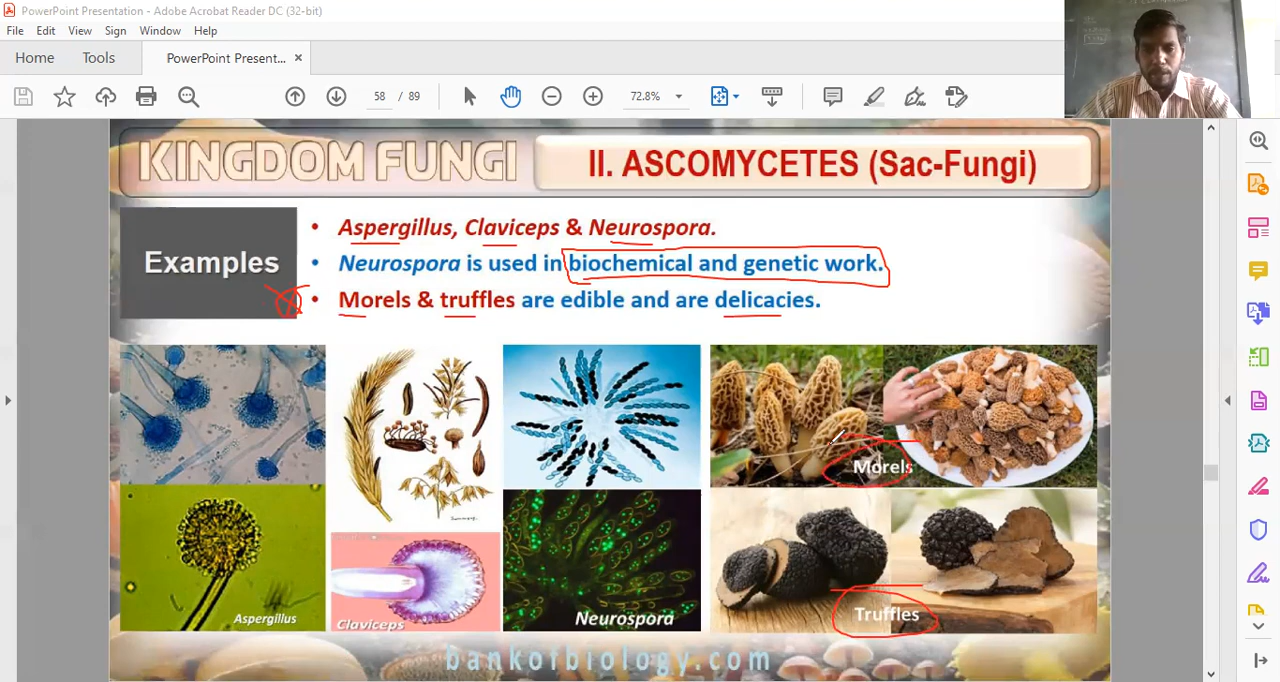 PowerPoint Presentation - Adobe Acrobat Reader DC (32-bit)
File Edit View Sign Window Help
Home Tools PowerPoint Present... ×
58 / 89 72.8%
KINGDOM FUNGI
II. ASCOMYCETES (Sac-Fungi)
Examples
• Aspergillus, Claviceps & Neurospora.
• Neurospora is used in biochemical and genetic work.
• Morels & truffles are edible and are delicacies.
Morels
Aspergillus
Claviceps
Neurospora
Truffles
bankofbiology.com